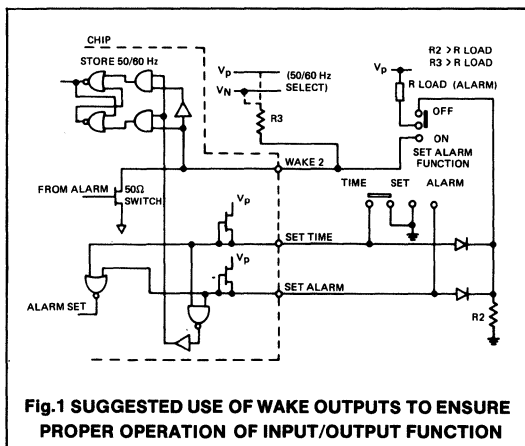 CHIP
STORE 50/60 Hz
Vp
(50/60 Hz
SELECT)
VN
R3
R2 > R LOAD
R3 > R LOAD
Vp
R LOAD (ALARM)
OFF
ON
SET ALARM
FUNCTION
WAKE 2
FROM ALARM
50Ω
SWITCH
TIME SET ALARM
Vp
SET TIME
Vp
SET ALARM
ALARM SET
R2
Fig.1 SUGGESTED USE OF WAKE OUTPUTS TO ENSURE
PROPER OPERATION OF INPUT/OUTPUT FUNCTION